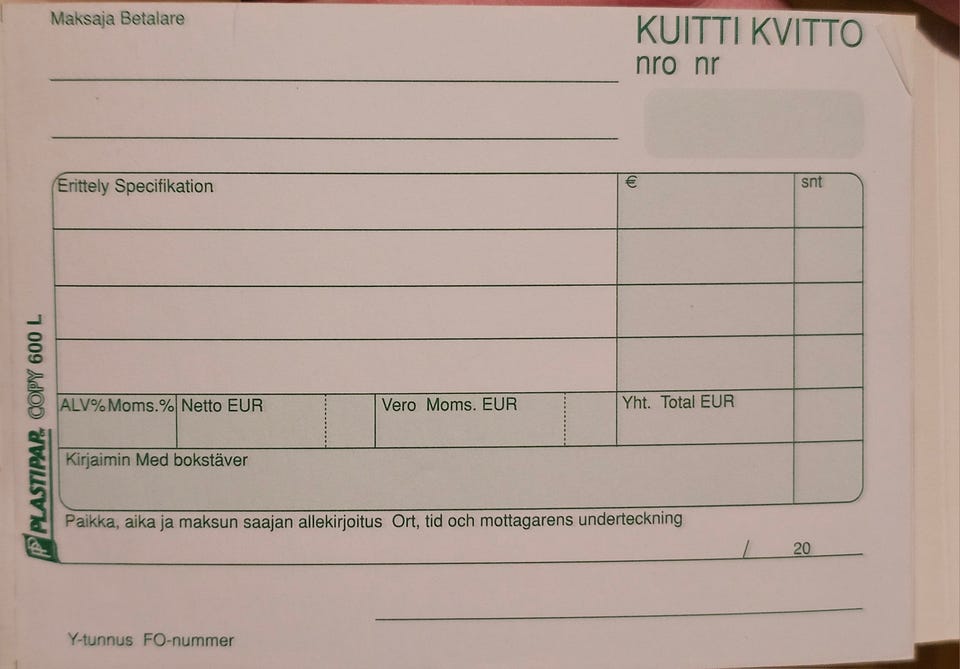 Maksaja Betalare
KUITTI KVITTO
nro nr
Erittely Specifikation
€
snt
ALV% Moms.%
Netto EUR
Vero Moms. EUR
Yht. Total EUR
Kirjaimin Med bokstäver
Paikka, aika ja maksun saajan allekirjoitus Ort, tid och mottagarens underteckning
/ 20
Y-tunnus FO-nummer
PLASTIPAP COPY 600 L